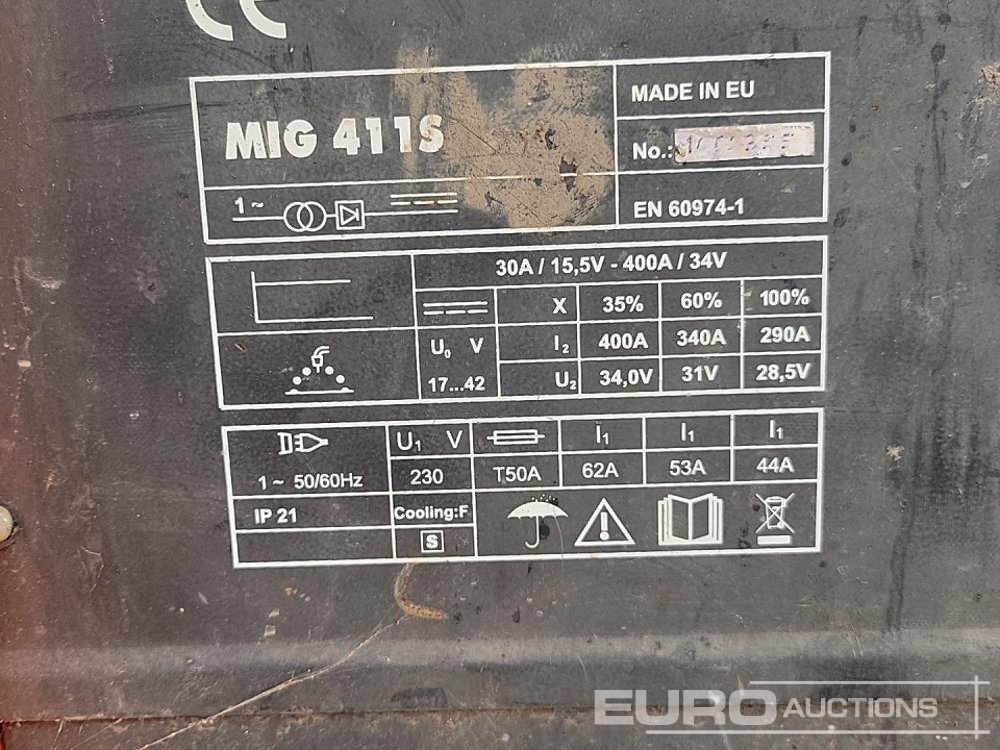 CE
MIG 411S
MADE IN EU
No.:
1 ~
EN 60974-1
30A / 15,5V - 400A / 34V
X 35% 60% 100%
U₀ V I₂ 400A 340A 290A
17...42 U₂ 34,0V 31V 28,5V
U₁ V I₁ I₁ I₁
1 ~ 50/60Hz 230 T50A 62A 53A 44A
IP 21 Cooling:F
S
EURO AUCTIONS